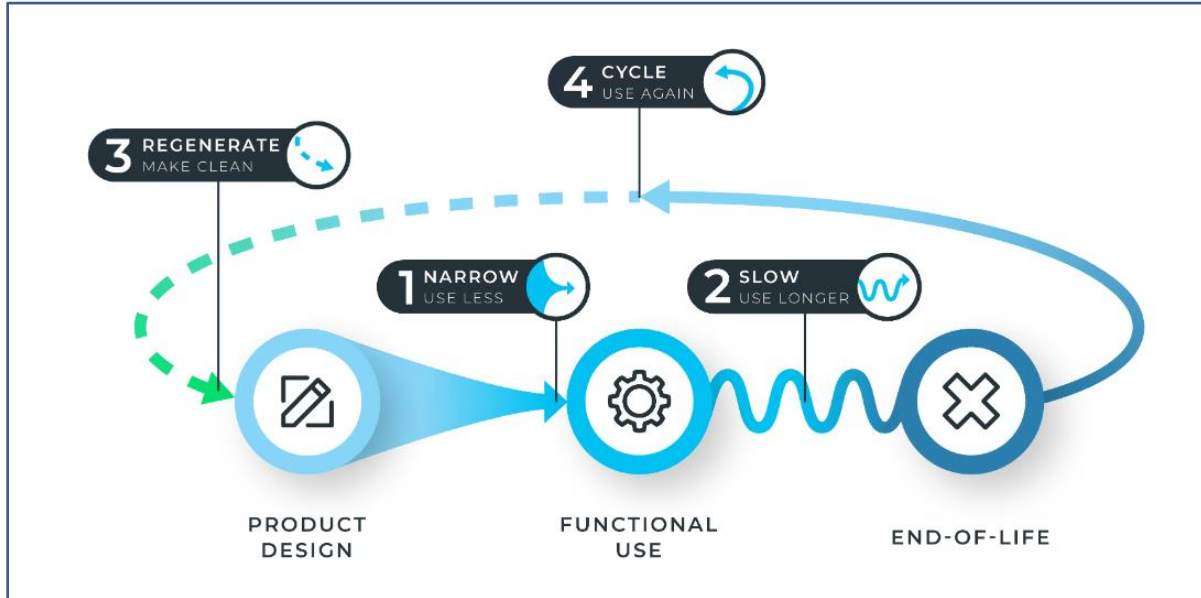 4 CYCLE
USE AGAIN
3 REGENERATE
MAKE CLEAN
1 NARROW
USE LESS
2 SLOW
USE LONGER
PRODUCT
DESIGN
FUNCTIONAL
USE
END-OF-LIFE